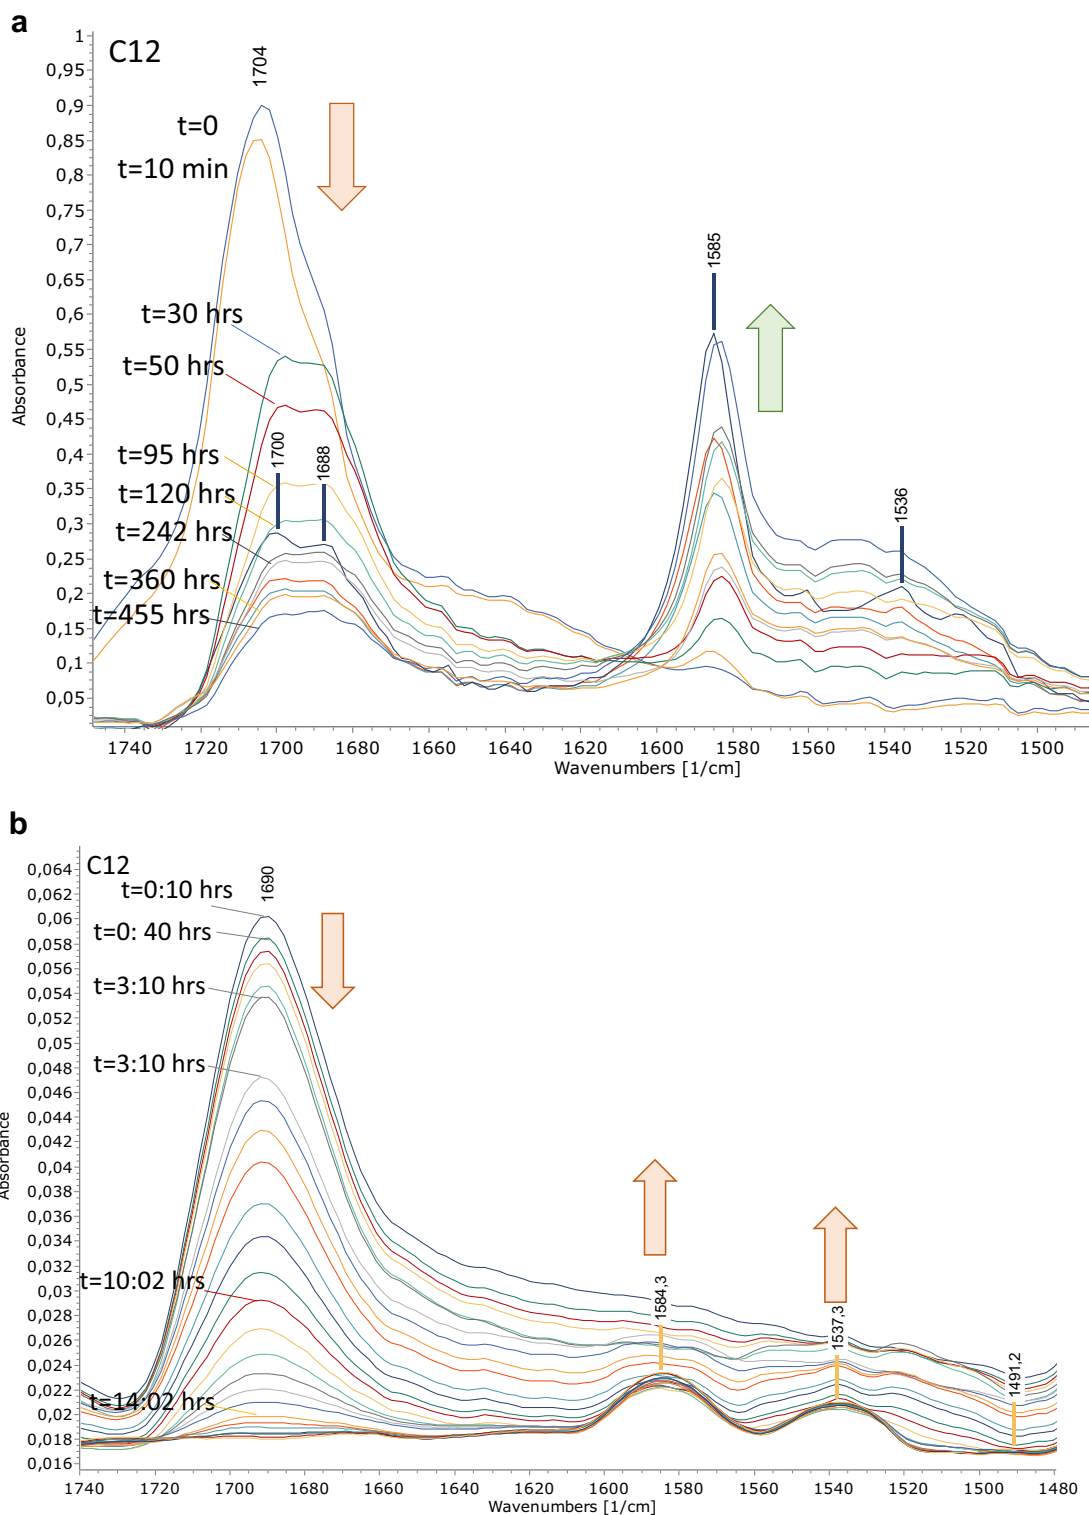 a
C12
1704
t=0
t=10 min
t=30 hrs
t=50 hrs
t=95 hrs
t=120 hrs
t=242 hrs
t=360 hrs
t=455 hrs
1700
1688
1585
1536
Absorbance
1
0,95
0,9
0,85
0,8
0,75
0,7
0,65
0,6
0,55
0,5
0,45
0,4
0,35
0,3
0,25
0,2
0,15
0,1
0,05
1740 1720 1700 1680 1660 1640 1620 1600 1580 1560 1540 1520 1500
Wavenumbers [1/cm]
b
C12
t=0:10 hrs
1690
t=0: 40 hrs
t=3:10 hrs
t=3:10 hrs
t=10:02 hrs
t=14:02 hrs
1584,3
1537,3
1491,2
Absorbance
0,064
0,062
0,06
0,058
0,056
0,054
0,052
0,05
0,048
0,046
0,044
0,042
0,04
0,038
0,036
0,034
0,032
0,03
0,028
0,026
0,024
0,022
0,02
0,018
0,016
1740 1720 1700 1680 1660 1640 1620 1600 1580 1560 1540 1520 1500 1480
Wavenumbers [1/cm]